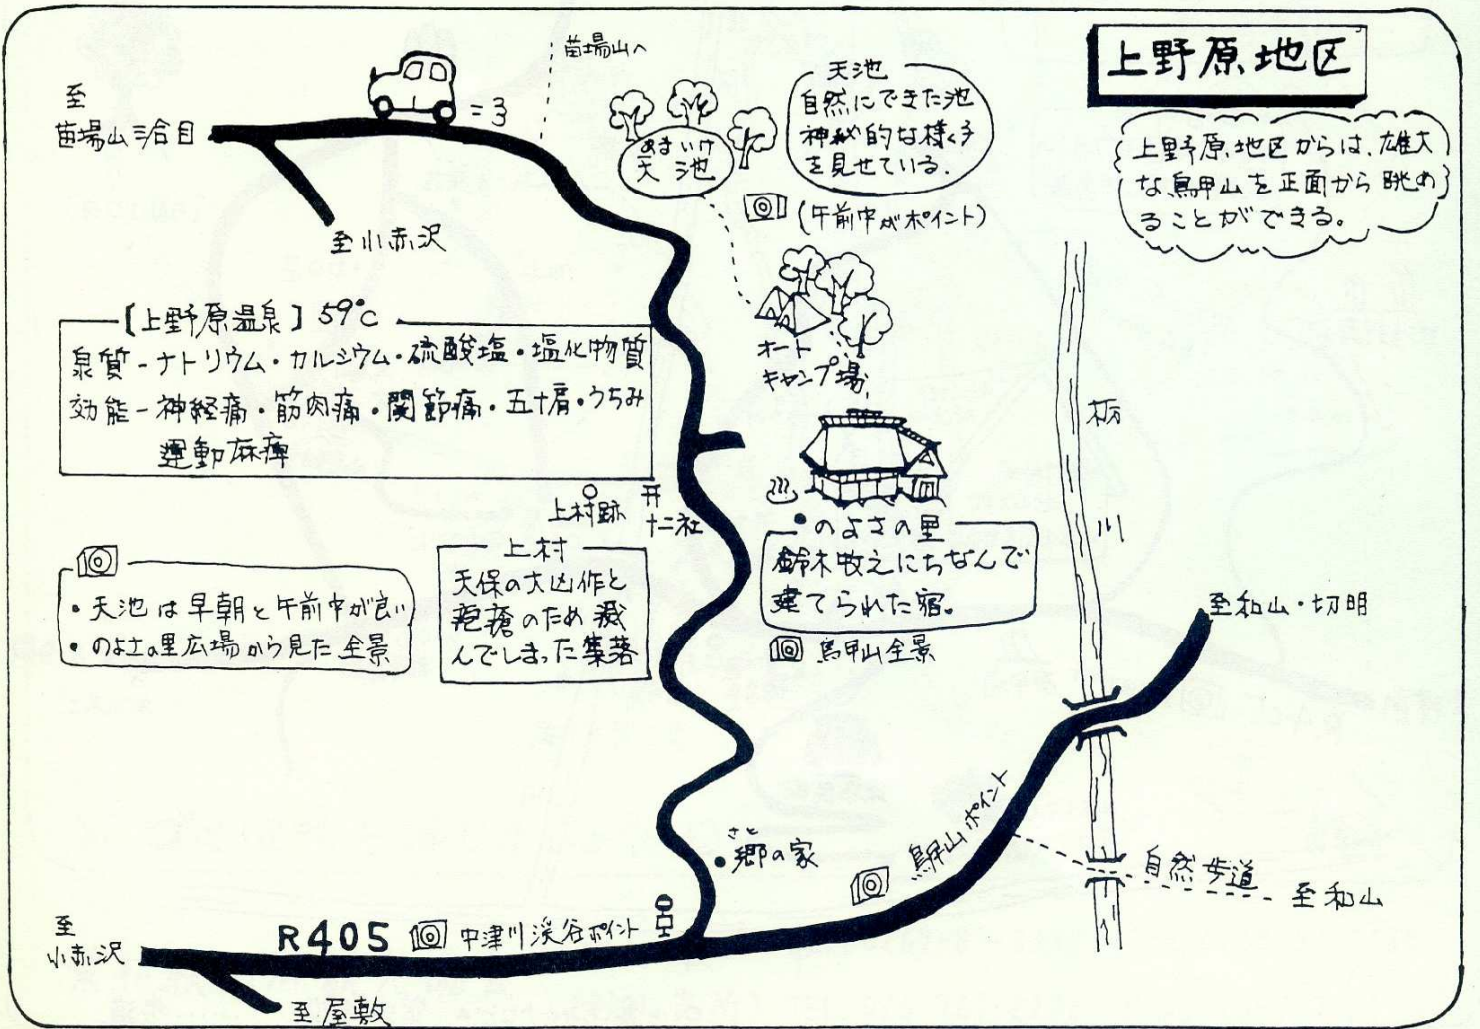 上野原地区
上野原地区からは、雄大
な鳥甲山を正面から眺め
ることができる。
苗場山へ
至
苗場山三合目
=3
至小赤沢
あまいけ
天池
天池
自然にできた池
神秘的な様子
を見せている.
(午前中がポイント)
オート
キャンプ場
【上野原温泉】59℃
泉質-ナトリウム・カルシウム・硫酸塩・塩化物質
効能-神経痛・筋肉痛・関節痛・五十肩・うちみ
運動麻痺
上村跡
十二社
・のよさの里
鈴木牧之にちなんで
建てられた宿。
鳥甲山全景
栃川
・天池は早朝と午前中が良い
・のよさの里広場から見た全景
上村
天保の大凶作と
疱瘡のため滅
んでしまった集落
至和山・切明
さと
・郷の家
鳥甲山ポイント
自然歩道
至和山
至
小赤沢
R405
中津川渓谷ポイント
至屋敷